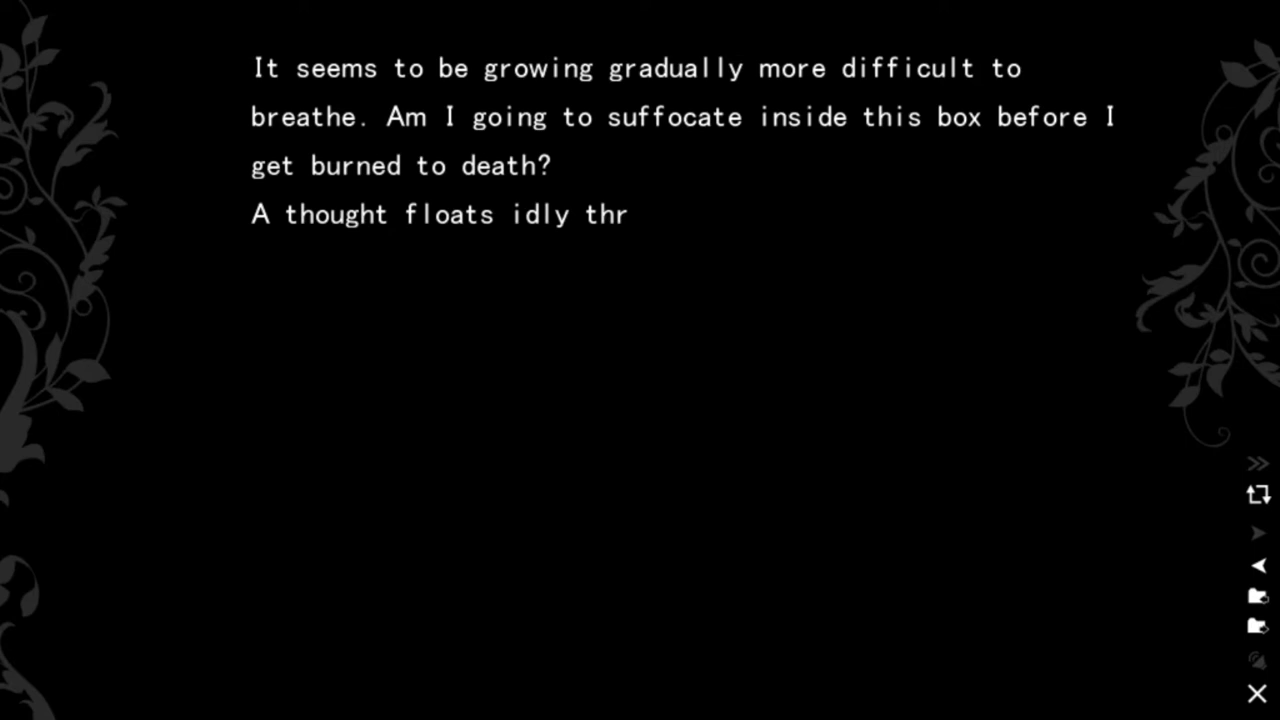 It seems to be growing gradually more difficult to
breathe. Am I going to suffocate inside this box before I
get burned to death?
A thought floats idly thr